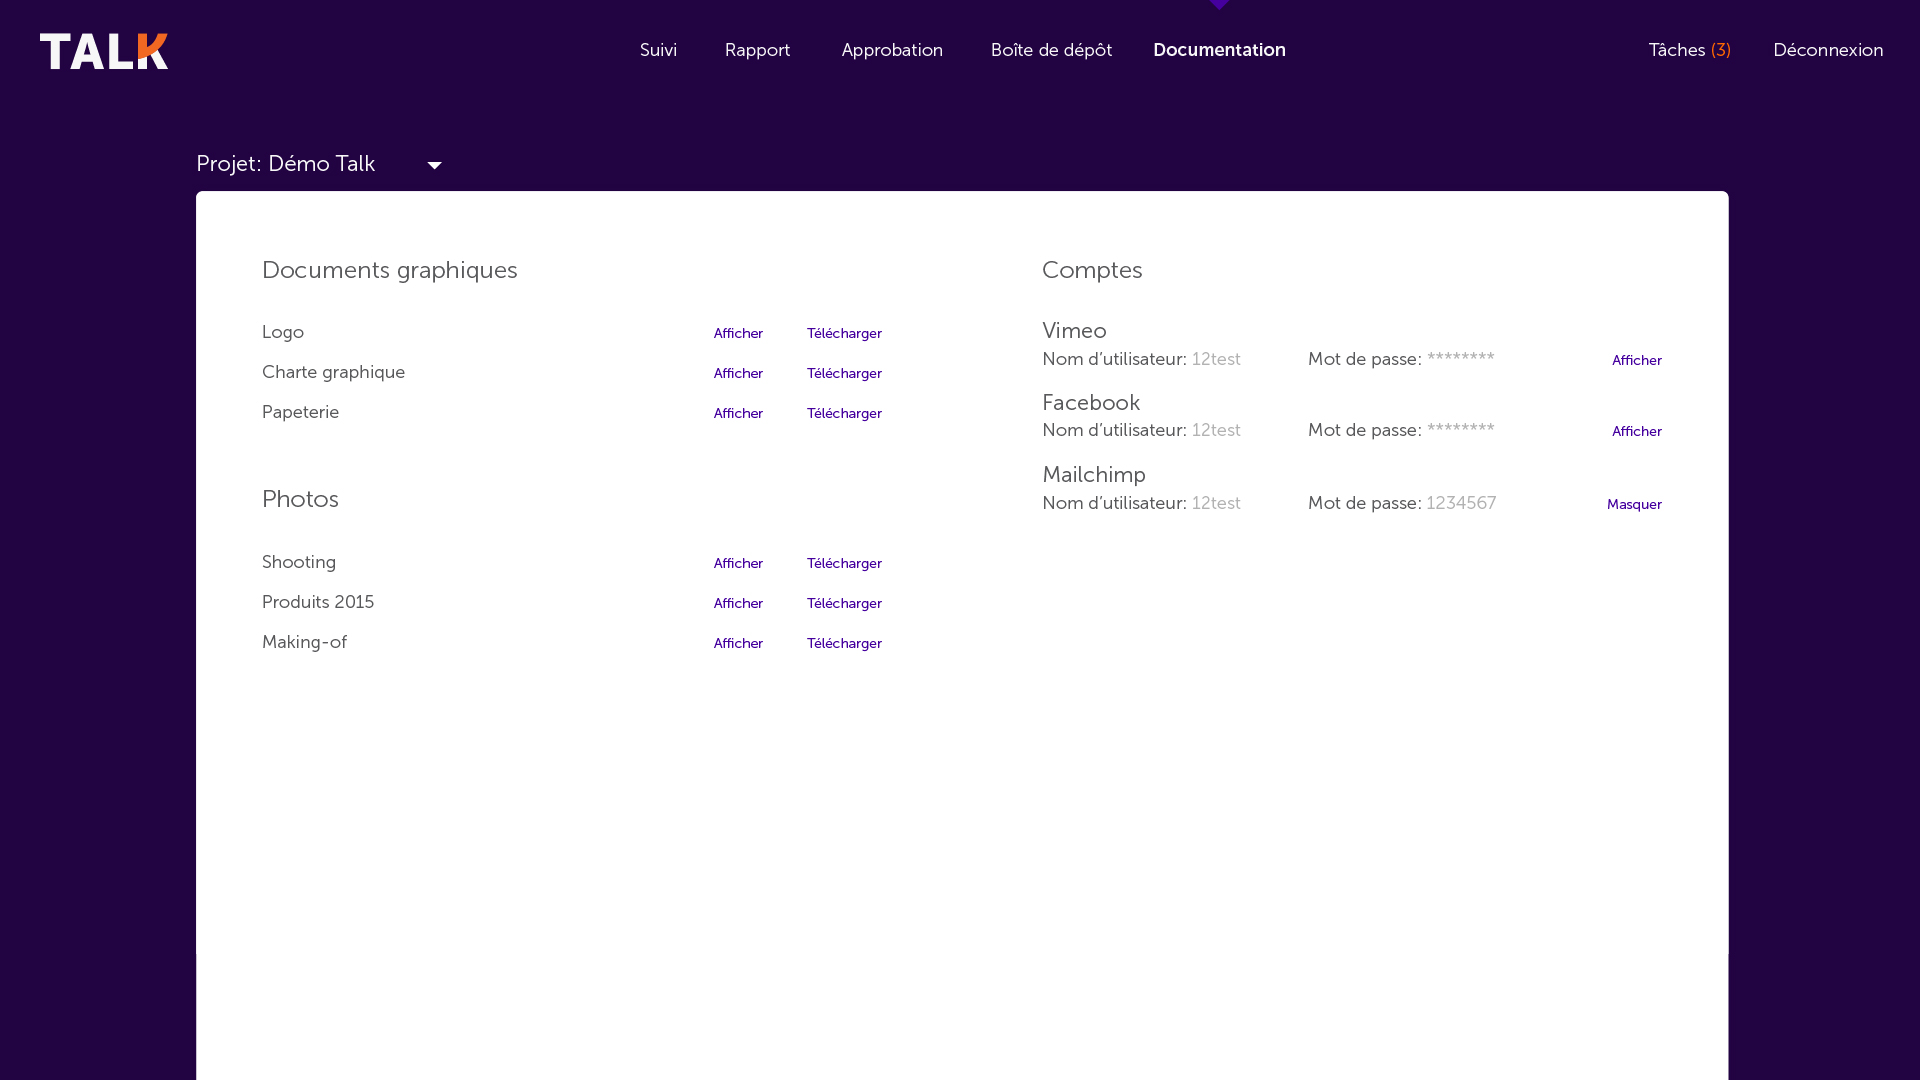 TALK
Suivi Rapport Approbation Boîte de dépôt Documentation
Tâches (3) Déconnexion
Projet: Démo Talk
Documents graphiques
Logo Afficher Télécharger
Charte graphique Afficher Télécharger
Papeterie Afficher Télécharger
Photos
Shooting Afficher Télécharger
Produits 2015 Afficher Télécharger
Making-of Afficher Télécharger
Comptes
Vimeo
Nom d’utilisateur: 12test Mot de passe: ******** Afficher
Facebook
Nom d’utilisateur: 12test Mot de passe: ******** Afficher
Mailchimp
Nom d’utilisateur: 12test Mot de passe: 1234567 Masquer